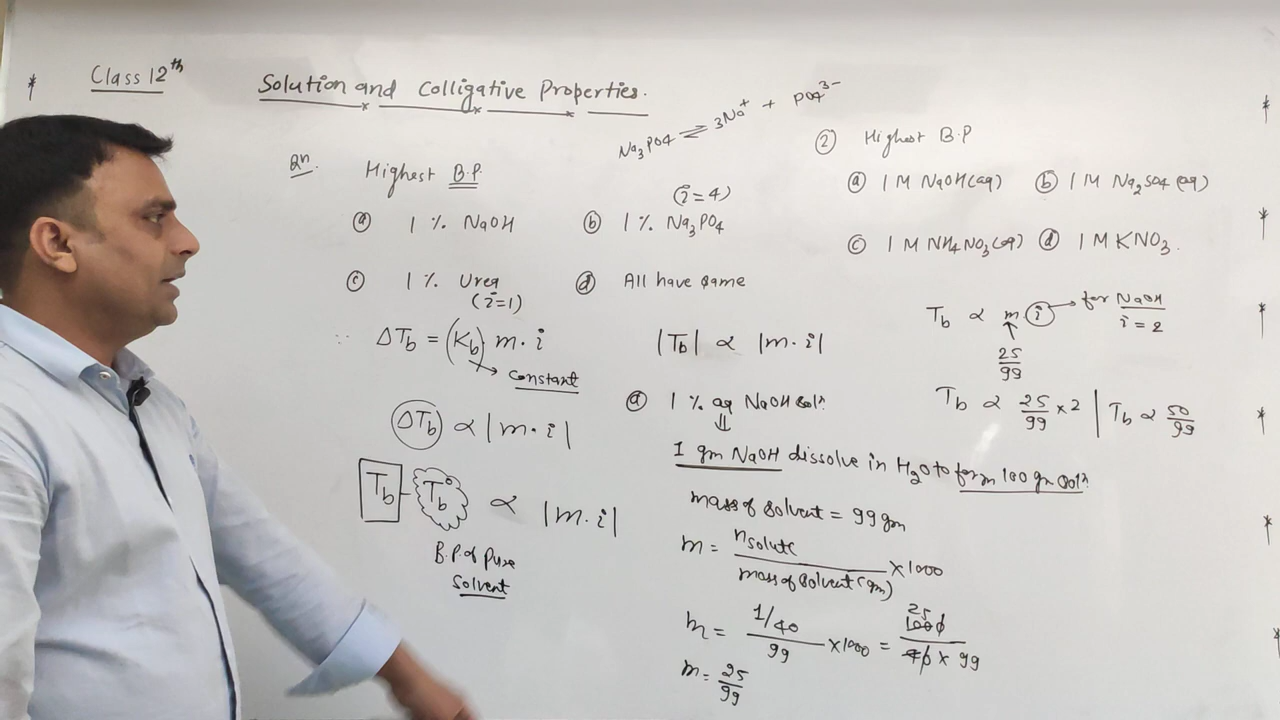 Class 12th
Solution and Colligative Properties.
Na3PO4 ⇌ 3Na+ + PO4^3-
Qn.
Highest B.P.
(a) 1 % NaOH
(i=4)
(b) 1 % Na3PO4
(c) 1 % Urea
(i=1)
(d) All have same
∵ ΔTb = (Kb) m. i
constant
ΔTb ∝ |m. i|
Tb - Tb° ∝ |m. i|
B.P. of Pure
Solvent
|Tb| ∝ |m. i|
(a) 1 % aq NaOH soln.
⇓
1 gm NaOH dissolve in H2O to form 100 gm soln.
mass of solvent = 99 gm
m = nsolute / mass of solvent (gm) × 1000
m = 1/40 / 99 × 1000 = 25 1000 / 40 × 99
m = 25/99
(2) Highest B.P
(a) 1 M NaOH (aq) (b) 1 M Na2SO4 (aq)
(c) 1 M NH4NO3 (aq) (d) 1 M KNO3.
Tb ∝ m. i → for NaOH
i = 2
25/99
Tb ∝ 25/99 × 2 | Tb ∝ 50/99